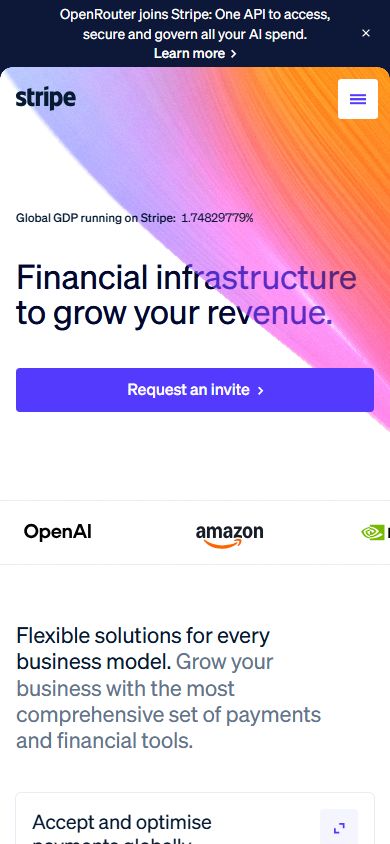 OpenRouter joins Stripe: One API to access,
secure and govern all your AI spend.
Learn more
stripe
Global GDP running on Stripe: 1.74829779%
Financial infrastructure
to grow your revenue.
Request an invite
OpenAI
amazon
Flexible solutions for every
business model. Grow your
business with the most
comprehensive set of payments
and financial tools.
Accept and optimise
payments globally